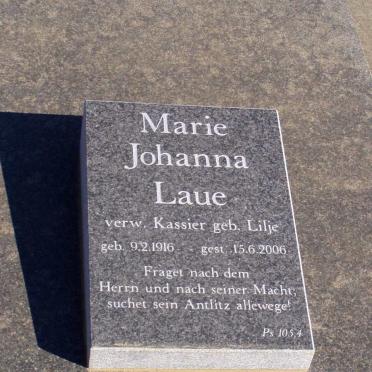 Marie
Johanna
Laue
verw. Kassier geb. Lilje
geb. 9.2.1916 gest. 15.6.2006
Fraget nach dem
Herrn und nach seiner Macht,
suchet sein Antlitz allewege!
Ps 105.4